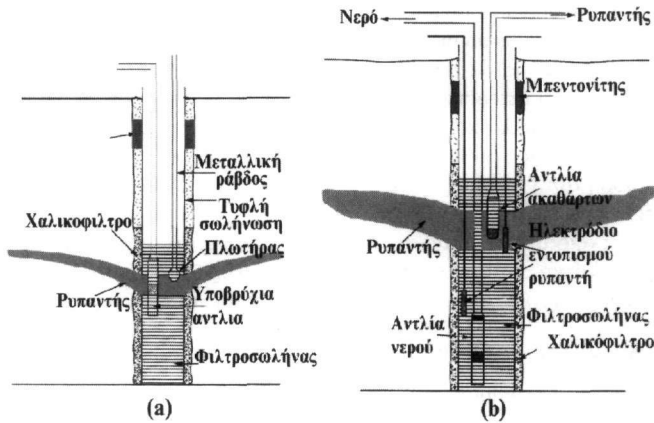 Μεταλλική
ράβδος
Τυφλή
σωλήνωση
Χαλικοφιλτρο
Πλωτήρας
Ρυπαντής
Υποβρύχια
αντλια
Φιλτροσωλήνας
(a)
Νερό
Ρυπαντής
Μπεντονίτης
Αντλία
ακαθάρτων
Ρυπαντής
Ηλεκτρόδιο
εντοπισμού
ρυπαντή
Αντλία
νερού
Φιλτροσωλήνας
Χαλικόφιλτρο
(b)